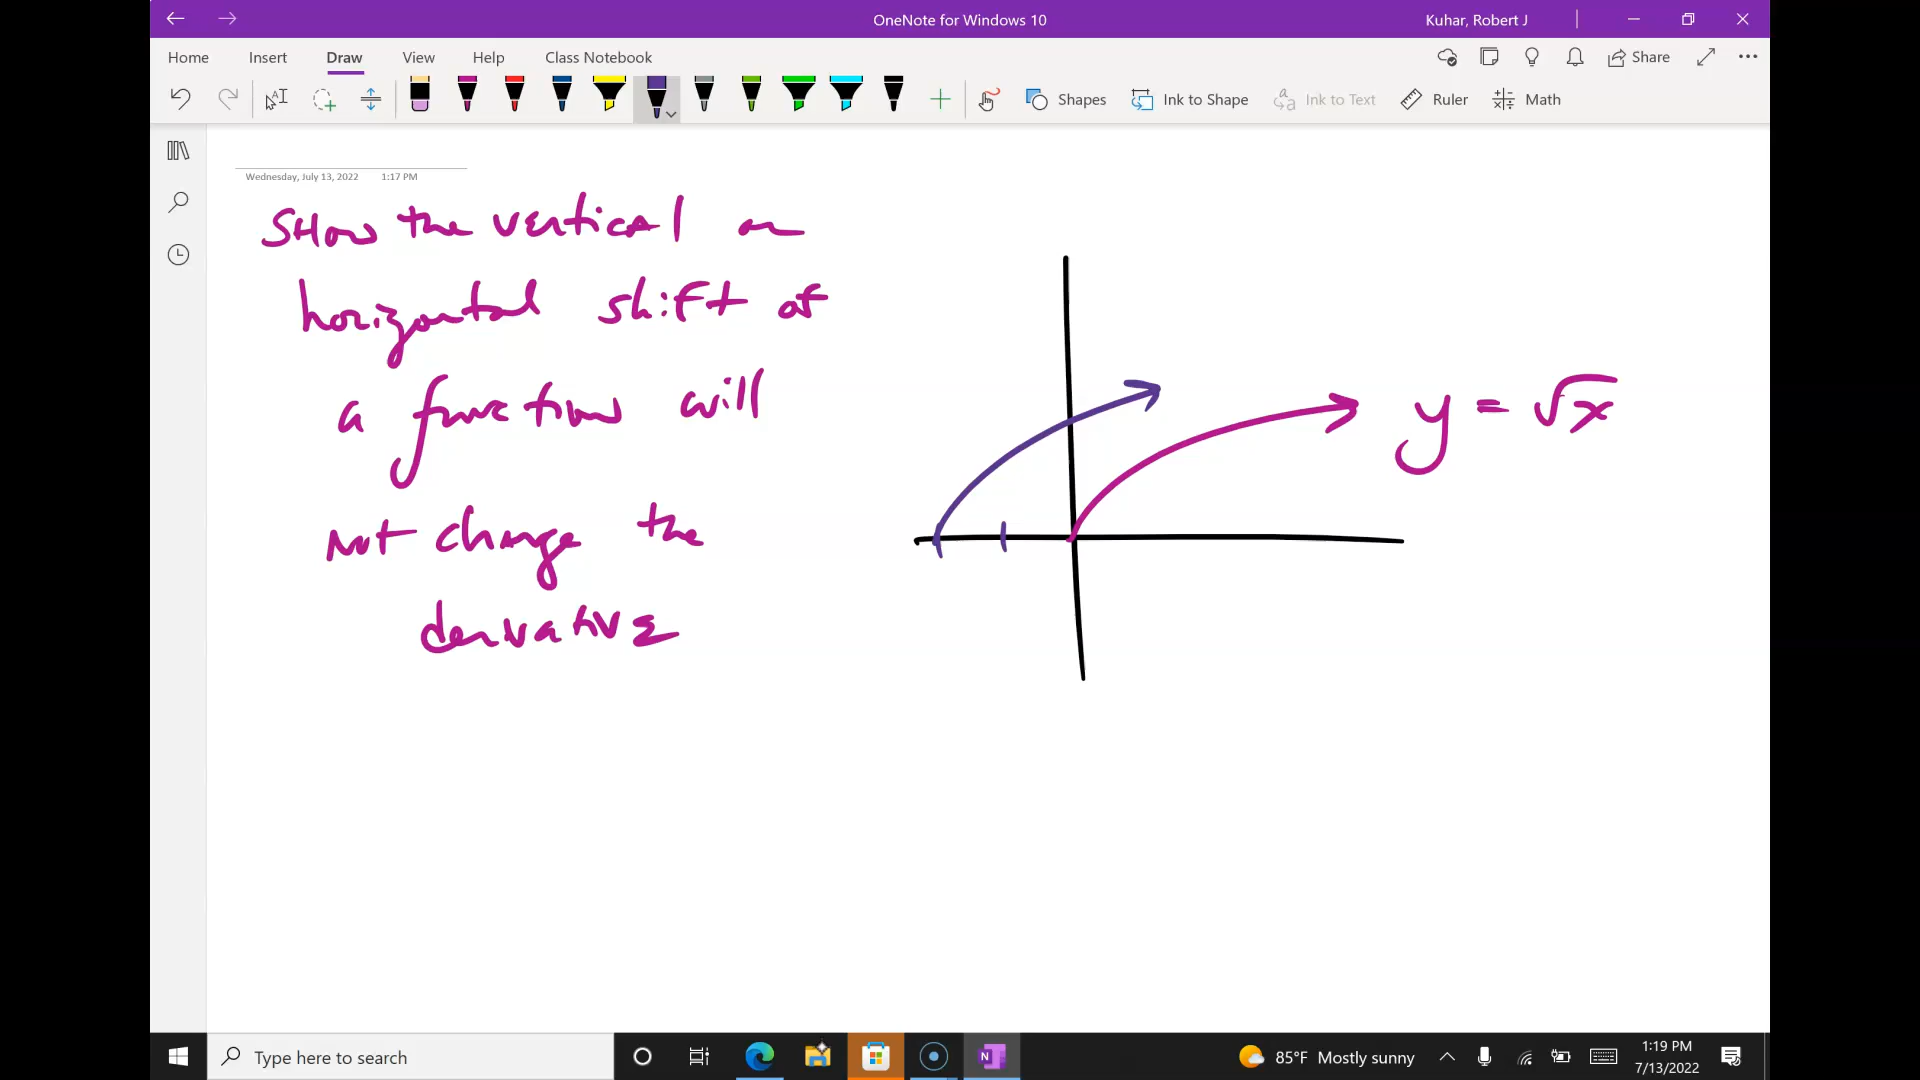 OneNote for Windows 10
Kuhar, Robert J
Home Insert Draw View Help Class Notebook
Share
Shapes Ink to Shape Ink to Text Ruler Math
Wednesday, July 13, 2022 1:17 PM
Show the vertical or
horizontal shift of
a function will
not change the
derivative
y = √x
Type here to search
85°F Mostly sunny
1:19 PM
7/13/2022